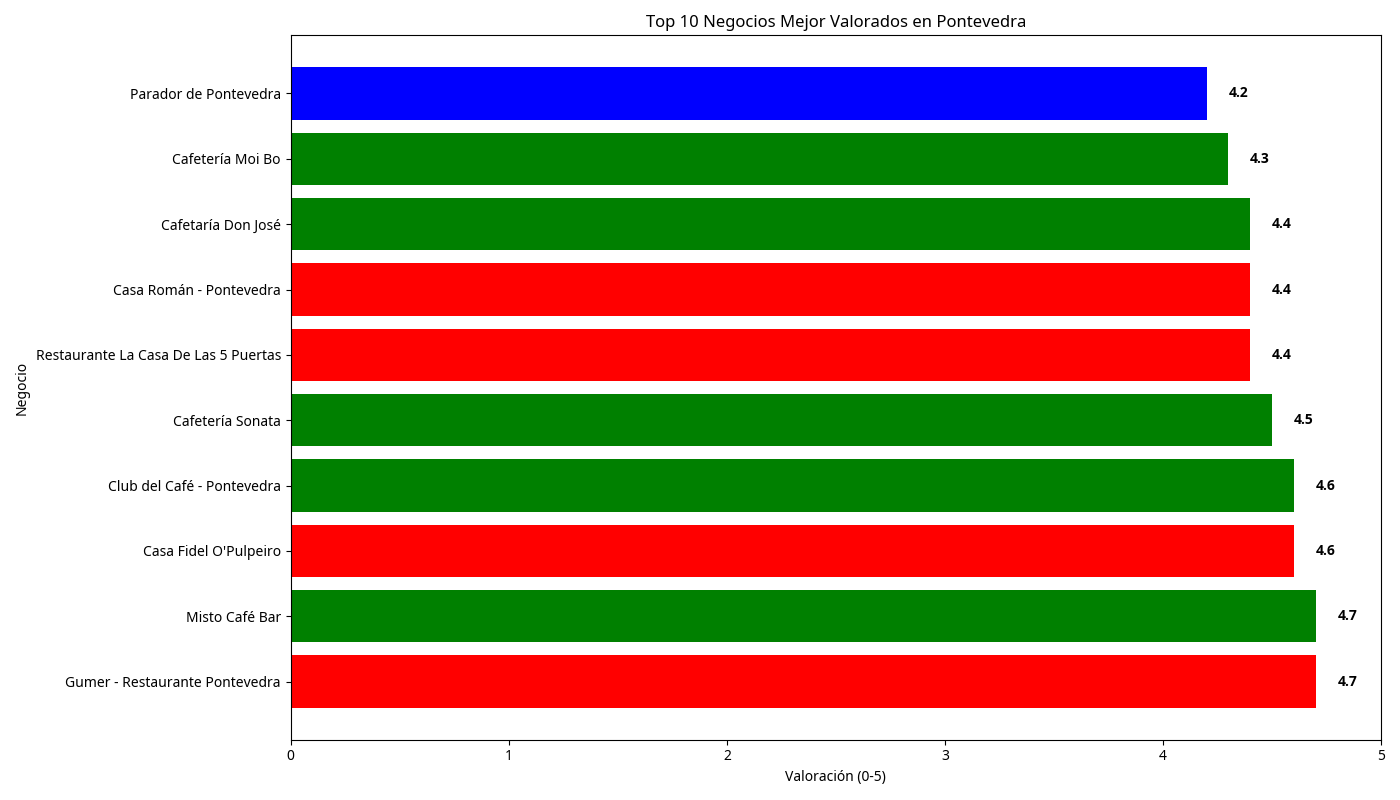 Top 10 Negocios Mejor Valorados en Pontevedra
Negocio
Parador de Pontevedra 4.2
Cafetería Moi Bo 4.3
Cafetaría Don José 4.4
Casa Román - Pontevedra 4.4
Restaurante La Casa De Las 5 Puertas 4.4
Cafetería Sonata 4.5
Club del Café - Pontevedra 4.6
Casa Fidel O'Pulpeiro 4.6
Misto Café Bar 4.7
Gumer - Restaurante Pontevedra 4.7
0 1 2 3 4 5
Valoración (0-5)